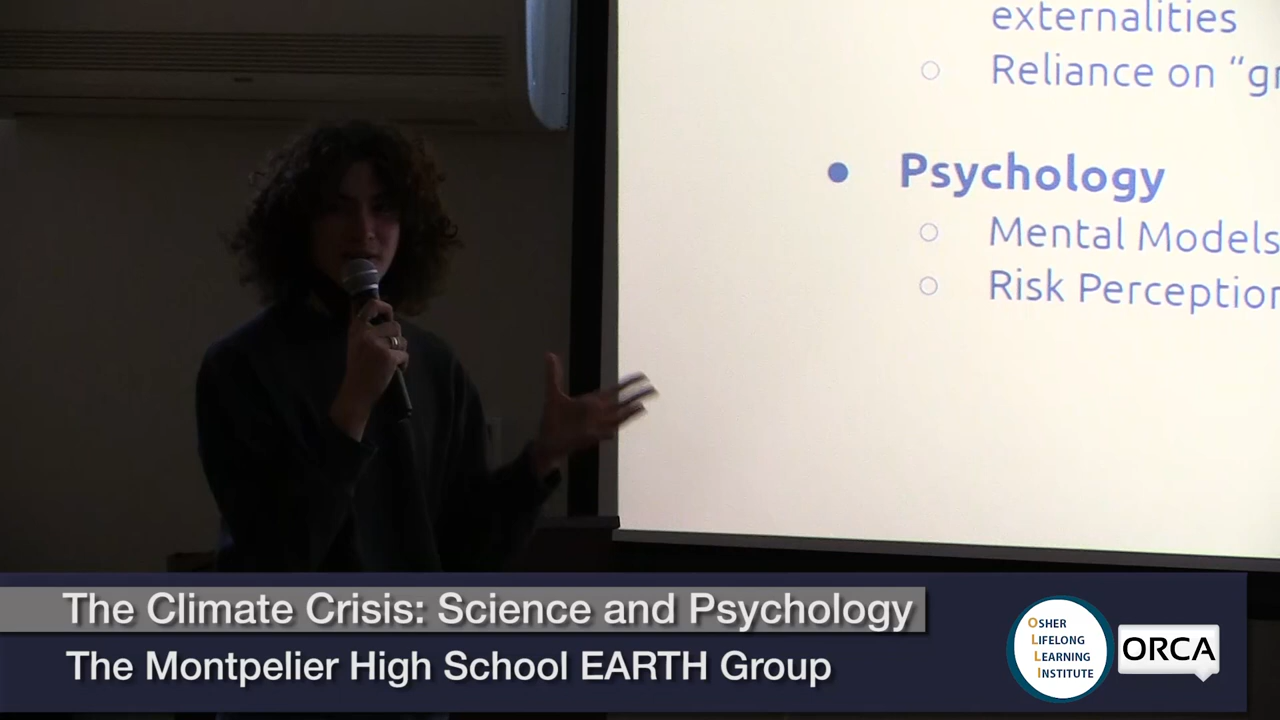 externalities
Reliance on “gr
Psychology
Mental Models
Risk Perception
The Climate Crisis: Science and Psychology
The Montpelier High School EARTH Group
OSHER
LIFELONG
LEARNING
INSTITUTE
ORCA